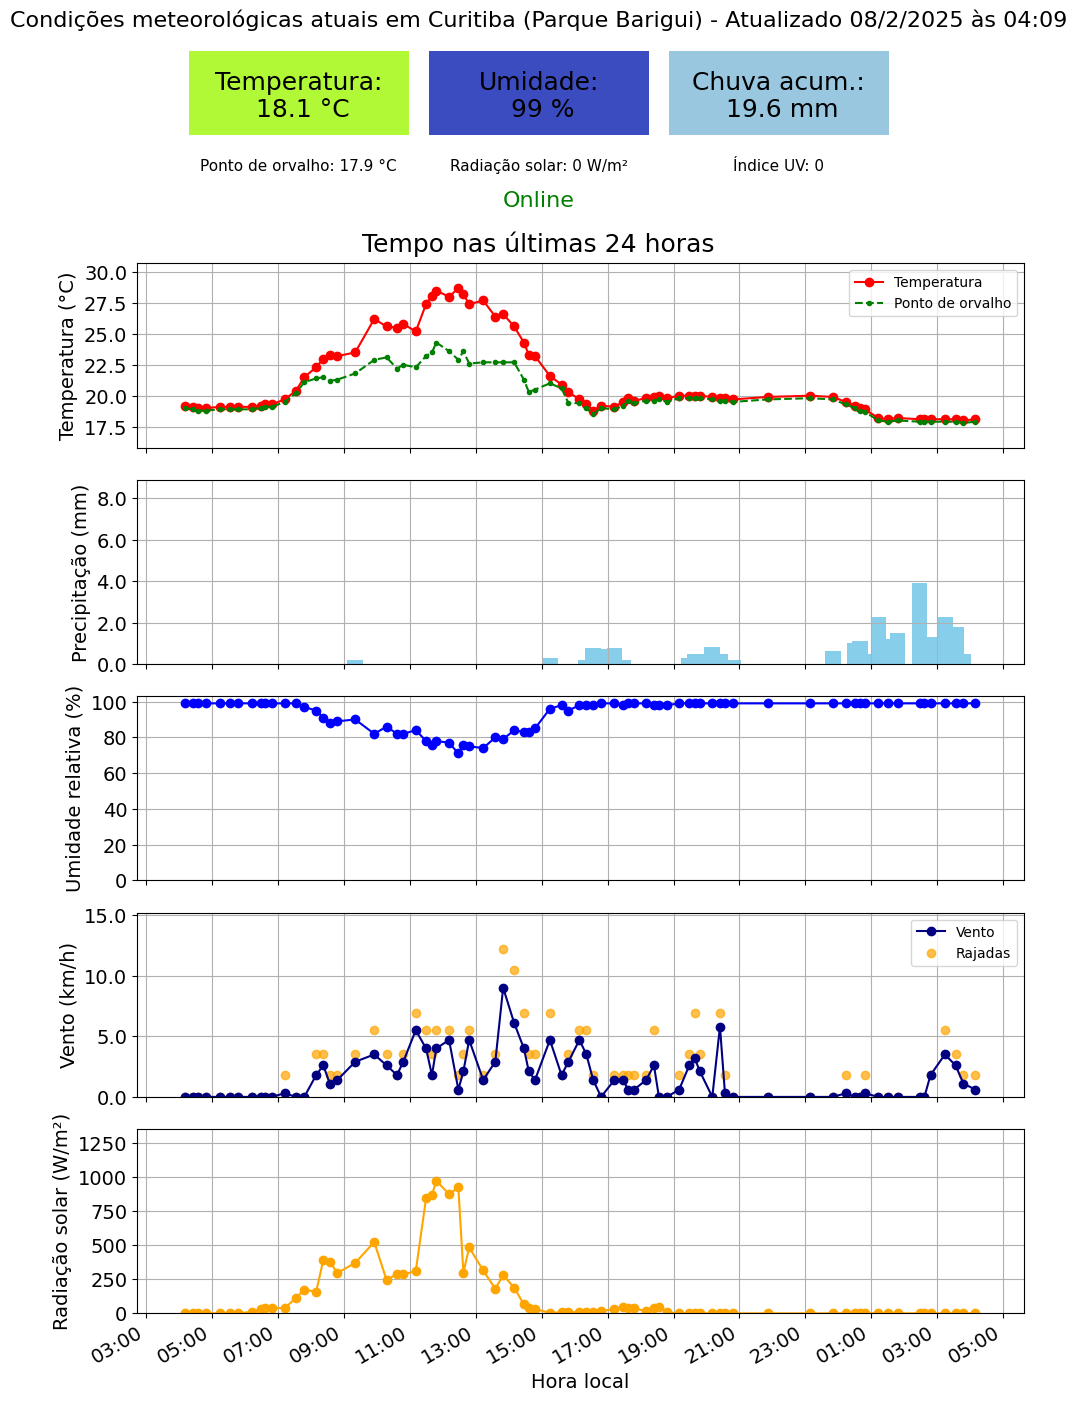 Condições meteorológicas atuais em Curitiba (Parque Barigui) - Atualizado 08/2/2025 às 04:09
Temperatura:
18.1 °C
Umidade:
99 %
Chuva acum.:
19.6 mm
Ponto de orvalho: 17.9 °C
Radiação solar: 0 W/m²
Índice UV: 0
Online
Tempo nas últimas 24 horas
Temperatura (°C)
30.0
27.5
25.0
22.5
20.0
17.5
Temperatura
Ponto de orvalho
Precipitação (mm)
8.0
6.0
4.0
2.0
0.0
Umidade relativa (%)
100
80
60
40
20
0
Vento (km/h)
15.0
10.0
5.0
0.0
Vento
Rajadas
Radiação solar (W/m²)
1250
1000
750
500
250
0
03:00
05:00
07:00
09:00
11:00
13:00
15:00
17:00
19:00
21:00
23:00
01:00
03:00
05:00
Hora local